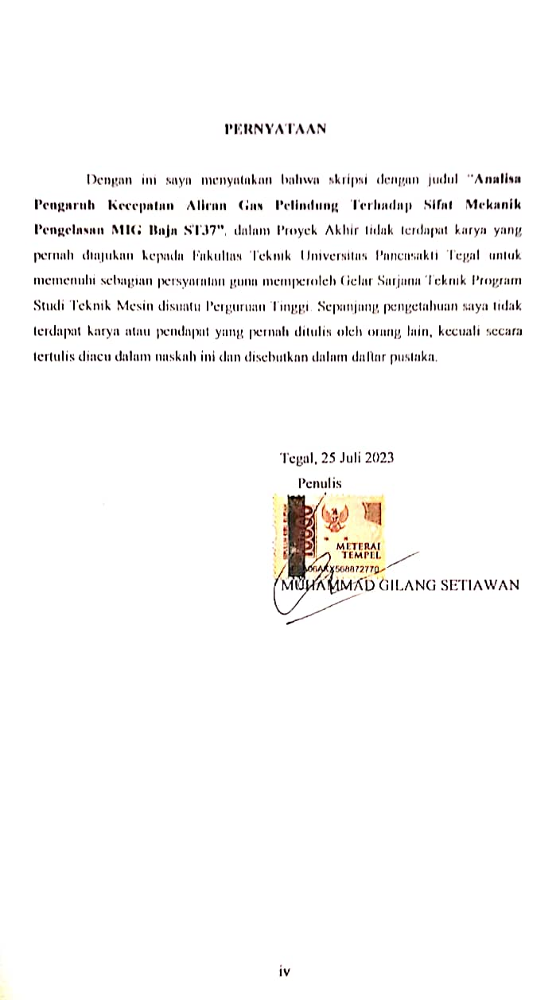 PERNYATAAN
Dengan ini saya menyatakan bahwa skripsi dengan judul "Analisa
Pengaruh Kecepatan Aliran Gas Pelindung Terhadap Sifat Mekanik
Pengelasan MIG Baja ST37", dalam Proyek Akhir tidak terdapat karya yang
pernah diajukan kepada Fakultas Teknik Universitas Pancasakti Tegal untuk
memenuhi sebagian persyaratan guna memperoleh Gelar Sarjana Teknik Program
Studi Teknik Mesin disuatu Perguruan Tinggi. Sepanjang pengetahuan saya tidak
terdapat karya atau pendapat yang pernah ditulis oleh orang lain, kecuali secara
tertulis diacu dalam naskah ini dan disebutkan dalam daftar pustaka.
Tegal, 25 Juli 2023
Penulis
10000
METERAI
TEMPEL
MUHAMMAD GILANG SETIAWAN
iv